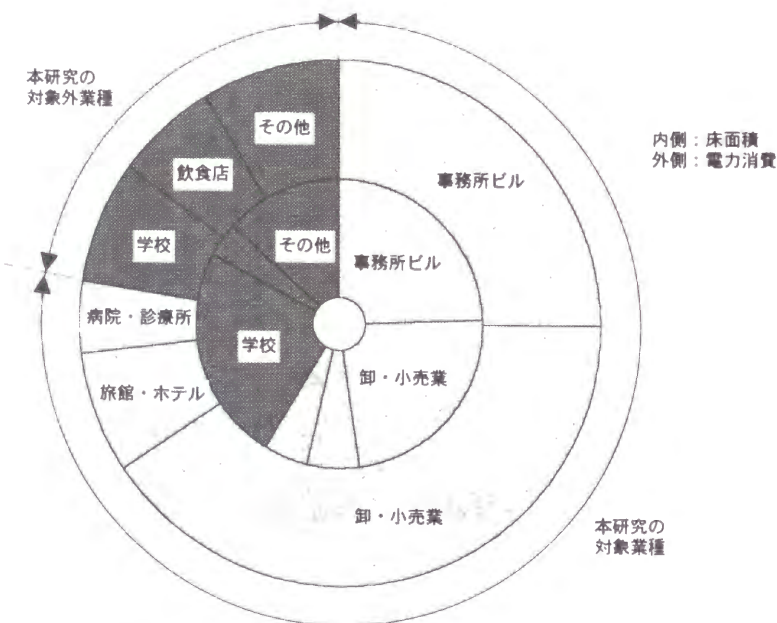 本研究の
対象外業種
その他
飲食店
学校
病院・診療所
旅館・ホテル
その他
学校
事務所ビル
事務所ビル
卸・小売業
卸・小売業
内側：床面積
外側：電力消費
本研究の
対象業種